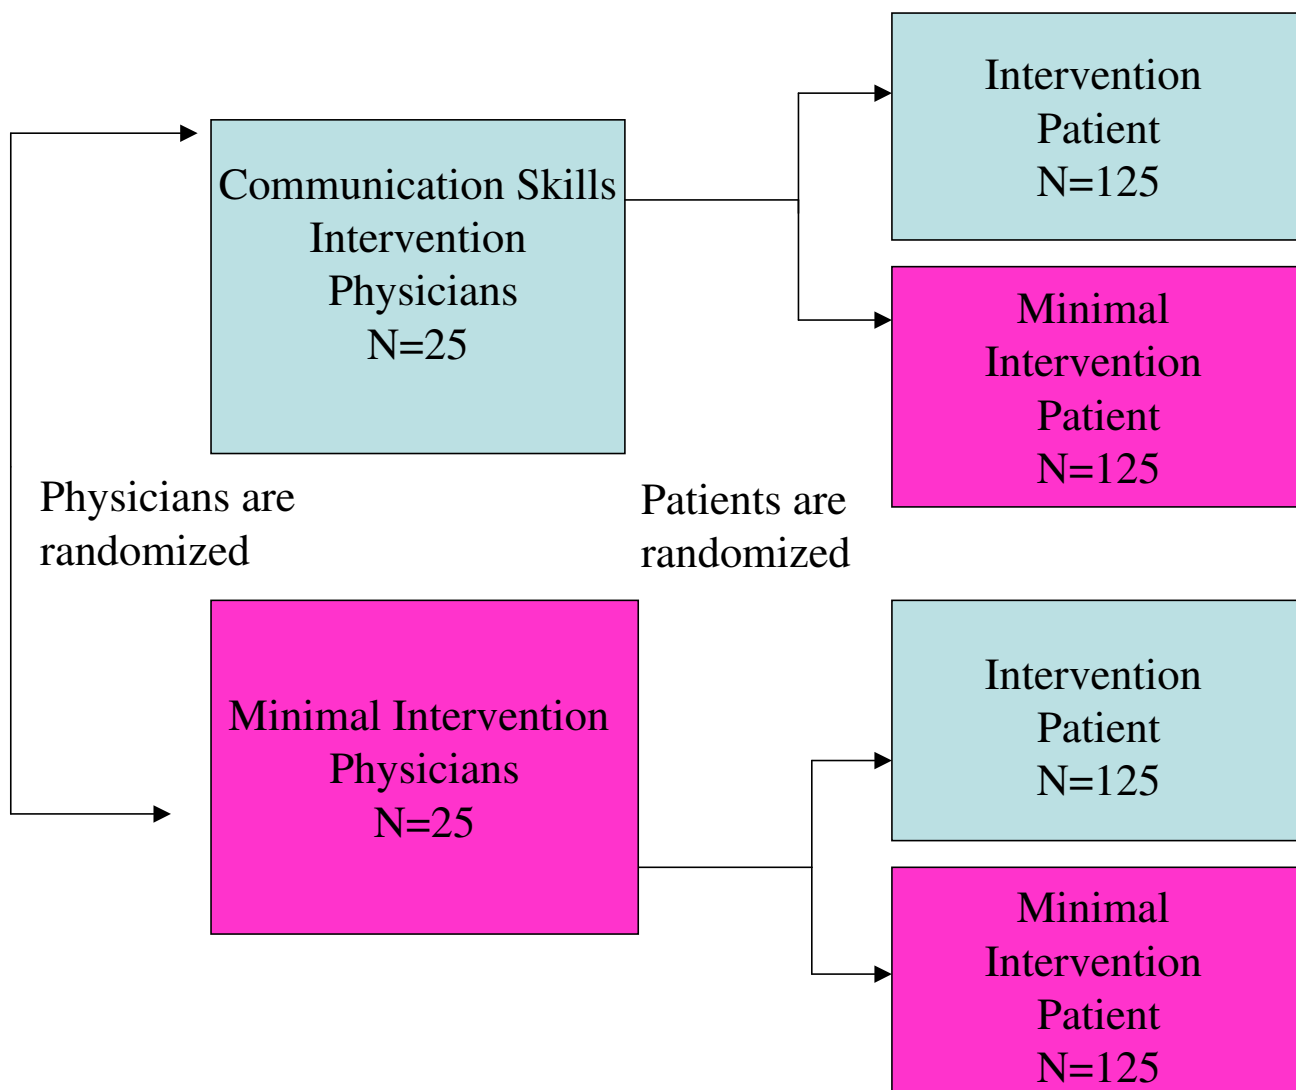 Communication Skills
Intervention
Physicians
N=25
Intervention
Patient
N=125
Minimal
Intervention
Patient
N=125
Physicians are
randomized
Patients are
randomized
Minimal Intervention
Physicians
N=25
Intervention
Patient
N=125
Minimal
Intervention
Patient
N=125